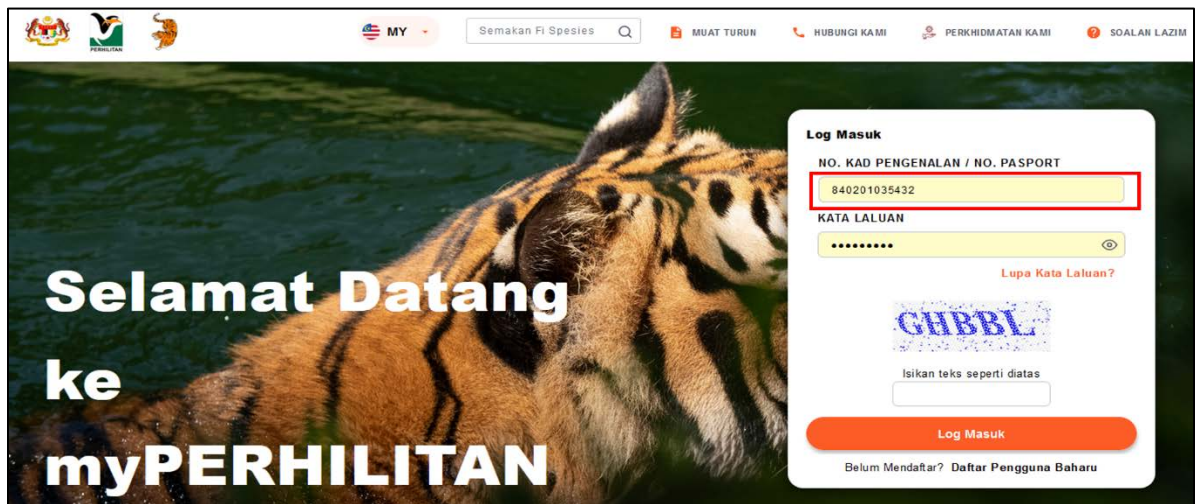 PERHILITAN
MY
Semakan Fi Spesies
MUAT TURUN
HUBUNGI KAMI
PERKHIDMATAN KAMI
SOALAN LAZIM
Selamat Datang
ke
myPERHILITAN
Log Masuk
NO. KAD PENGENALAN / NO. PASPORT
840201035432
KATA LALUAN
•••••••••
Lupa Kata Laluan?
GHBBL
Isikan teks seperti diatas
Log Masuk
Belum Mendaftar? Daftar Pengguna Baharu